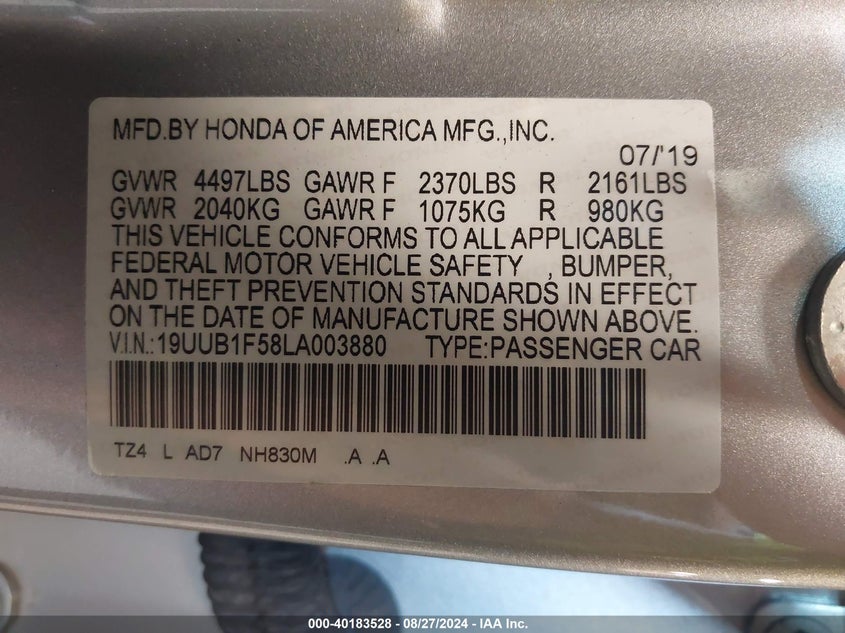 MFD.BY HONDA OF AMERICA MFG.,INC.
07/'19
GVWR 4497LBS GAWR F 2370LBS R 2161LBS
GVWR 2040KG GAWR F 1075KG R 980KG
THIS VEHICLE CONFORMS TO ALL APPLICABLE
FEDERAL MOTOR VEHICLE SAFETY , BUMPER,
AND THEFT PREVENTION STANDARDS IN EFFECT
ON THE DATE OF MANUFACTURE SHOWN ABOVE.
V.I.N.:19UUB1F58LA003880 TYPE:PASSENGER CAR
TZ4 L AD7 NH830M .A .A
000-40183528 - 08/27/2024 - IAA Inc.